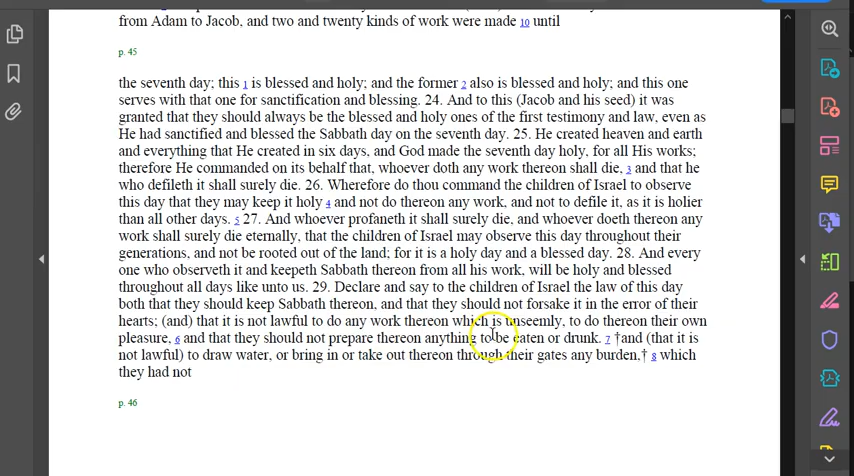 from Adam to Jacob, and two and twenty kinds of work were made 10 until
p. 45
the seventh day; this 1 is blessed and holy; and the former 2 also is blessed and holy; and this one
serves with that one for sanctification and blessing. 24. And to this (Jacob and his seed) it was
granted that they should always be the blessed and holy ones of the first testimony and law, even as
He had sanctified and blessed the Sabbath day on the seventh day. 25. He created heaven and earth
and everything that He created in six days, and God made the seventh day holy, for all His works;
therefore He commanded on its behalf that, whoever doth any work thereon shall die, 3 and that he
who defileth it shall surely die. 26. Wherefore do thou command the children of Israel to observe
this day that they may keep it holy 4 and not do thereon any work, and not to defile it, as it is holier
than all other days. 5 27. And whoever profaneth it shall surely die, and whoever doeth thereon any
work shall surely die eternally, that the children of Israel may observe this day throughout their
generations, and not be rooted out of the land; for it is a holy day and a blessed day. 28. And every
one who observeth it and keepeth Sabbath thereon from all his work, will be holy and blessed
throughout all days like unto us. 29. Declare and say to the children of Israel the law of this day
both that they should keep Sabbath thereon, and that they should not forsake it in the error of their
hearts; (and) that it is not lawful to do any work thereon which is unseemly, to do thereon their own
pleasure, 6 and that they should not prepare thereon anything to be eaten or drunk. 7 †and (that it is
not lawful) to draw water, or bring in or take out thereon through their gates any burden,† 8 which
they had not
p. 46